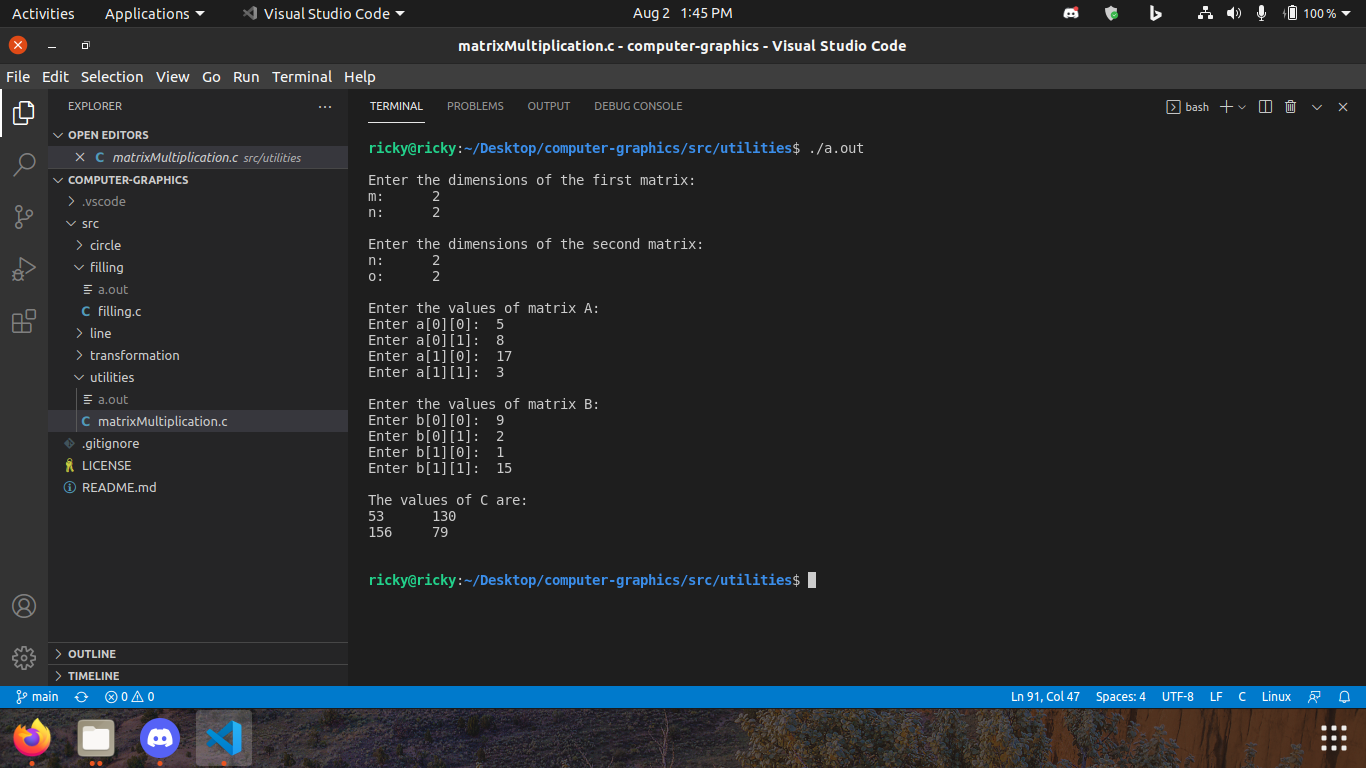 Activities Applications Visual Studio Code Aug 2 1:45 PM 100 %
matrixMultiplication.c - computer-graphics - Visual Studio Code
File Edit Selection View Go Run Terminal Help
EXPLORER
OPEN EDITORS
matrixMultiplication.c src/utilities
COMPUTER-GRAPHICS
.vscode
src
circle
filling
a.out
C filling.c
line
transformation
utilities
a.out
C matrixMultiplication.c
.gitignore
LICENSE
README.md
OUTLINE
TIMELINE
TERMINAL PROBLEMS OUTPUT DEBUG CONSOLE bash
ricky@ricky:~/Desktop/computer-graphics/src/utilities$ ./a.out
Enter the dimensions of the first matrix:
m: 2
n: 2
Enter the dimensions of the second matrix:
n: 2
o: 2
Enter the values of matrix A:
Enter a[0][0]: 5
Enter a[0][1]: 8
Enter a[1][0]: 17
Enter a[1][1]: 3
Enter the values of matrix B:
Enter b[0][0]: 9
Enter b[0][1]: 2
Enter b[1][0]: 1
Enter b[1][1]: 15
The values of C are:
53 130
156 79
ricky@ricky:~/Desktop/computer-graphics/src/utilities$
main 0 0 Ln 91, Col 47 Spaces: 4 UTF-8 LF C Linux